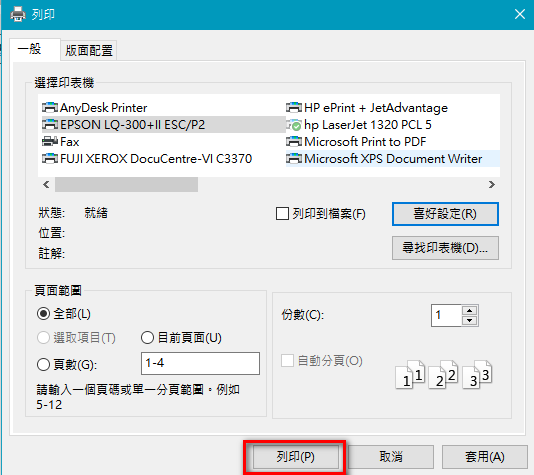 列印
一般
版面配置
選擇印表機
AnyDesk Printer
EPSON LQ-300+II ESC/P2
Fax
FUJI XEROX DocuCentre-VI C3370
HP ePrint + JetAdvantage
hp LaserJet 1320 PCL 5
Microsoft Print to PDF
Microsoft XPS Document Writer
狀態: 就緒
位置:
註解:
列印到檔案(F)
喜好設定(R)
尋找印表機(D)...
頁面範圍
全部(L)
選取項目(T)
目前頁面(U)
頁數(G):
1-4
請輸入一個頁碼或單一分頁範圍。例如
5-12
份數(C):
1
自動分頁(O)
1 1 2 2 3 3
列印(P)
取消
套用(A)